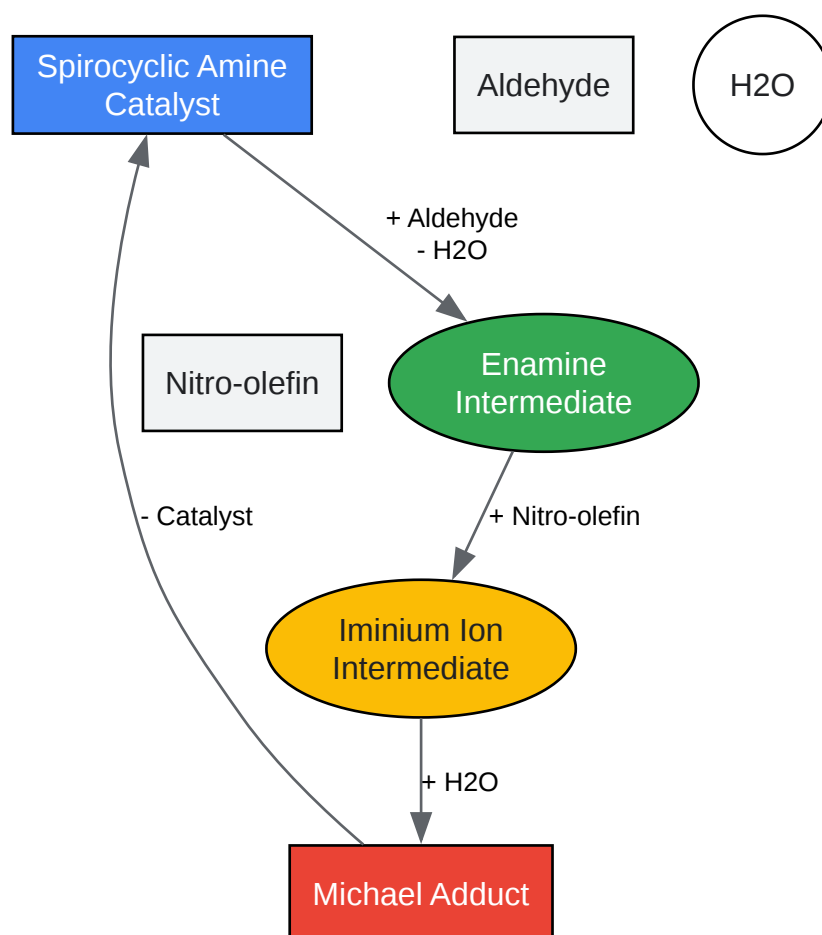 Spirocyclic Amine
Catalyst
Aldehyde
H2O
+ Aldehyde
- H2O
Enamine
Intermediate
Nitro-olefin
- Catalyst
+ Nitro-olefin
Iminium Ion
Intermediate
+ H2O
Michael Adduct